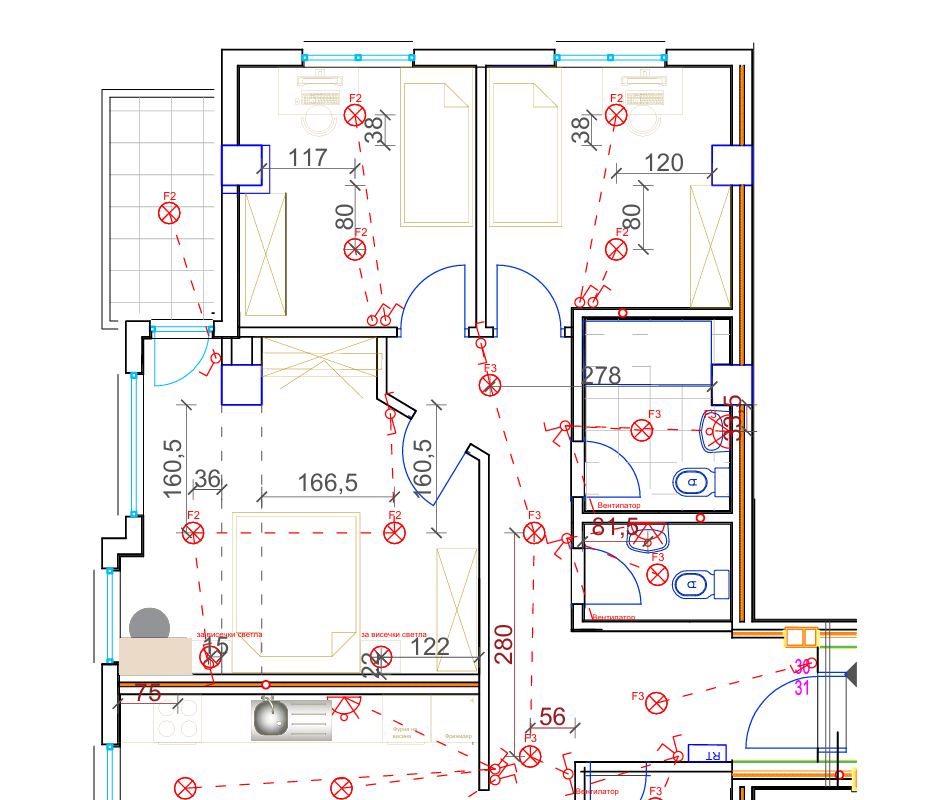 F2
F2
38
38
117
120
F2
80
80
F2
F2
F3
278
F3
33,5
160,5
36
166,5
160,5
Вентилатор
F2
F2
F3
81,5
F3
280
Вентилатор
за висечки светла
за висечки светла
15
122
22
30
31
75
F3
56
Фурна на
висина
Фрижидер
F3
RT
Вентилатор
F3